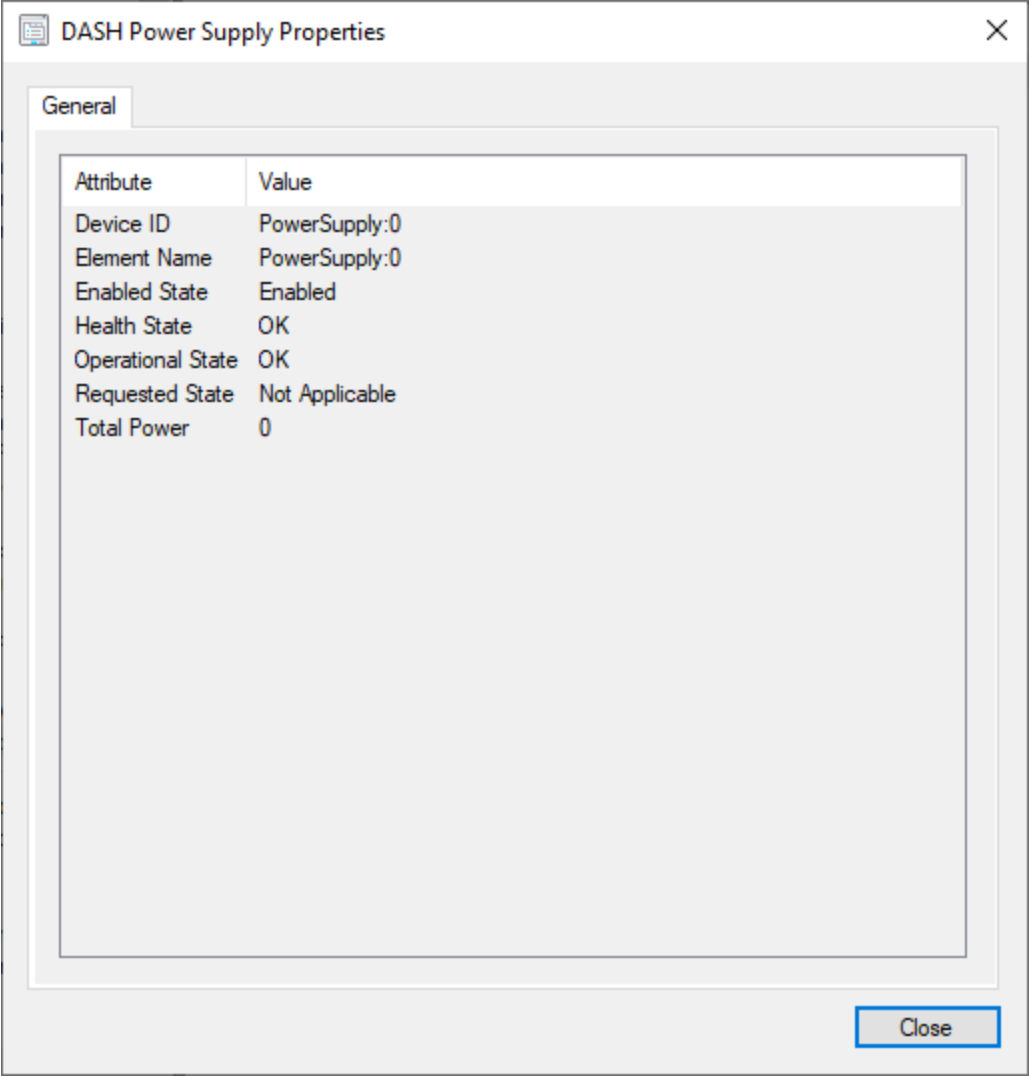 DASH Power Supply Properties
General
Attribute Value
Device ID PowerSupply:0
Element Name PowerSupply:0
Enabled State Enabled
Health State OK
Operational State OK
Requested State Not Applicable
Total Power 0
Close